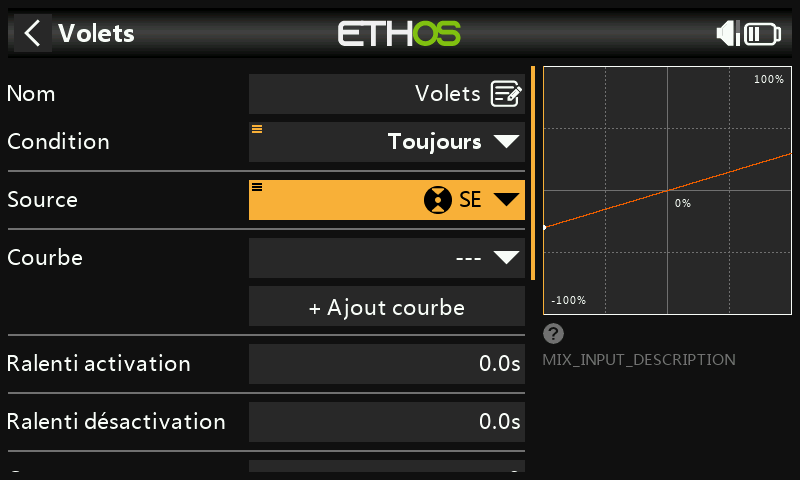 Volets
ETHOS
Nom
Volets
Condition
Toujours
Source
SE
Courbe
---
+ Ajout courbe
Ralenti activation
0.0s
Ralenti désactivation
0.0s
100%
0%
-100%
?
MIX_INPUT_DESCRIPTION